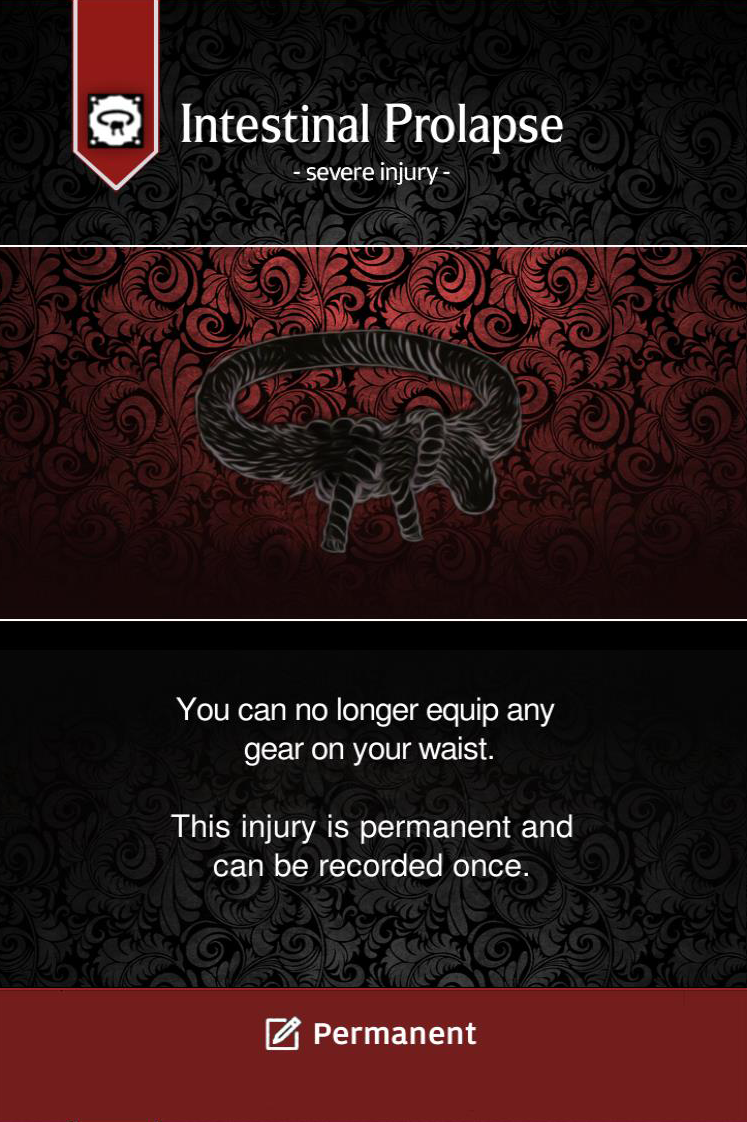 Intestinal Prolapse
- severe injury -
You can no longer equip any
gear on your waist.
This injury is permanent and
can be recorded once.
Permanent